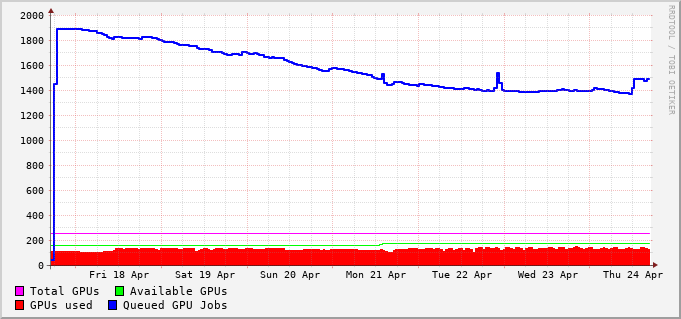 2000
1800
1600
1400
1200
1000
800
600
400
200
0
Fri 18 Apr Sat 19 Apr Sun 20 Apr Mon 21 Apr Tue 22 Apr Wed 23 Apr Thu 24 Apr
Total GPUs Available GPUs
GPUs used Queued GPU Jobs
RRDTOOL / TOBI OETIKER